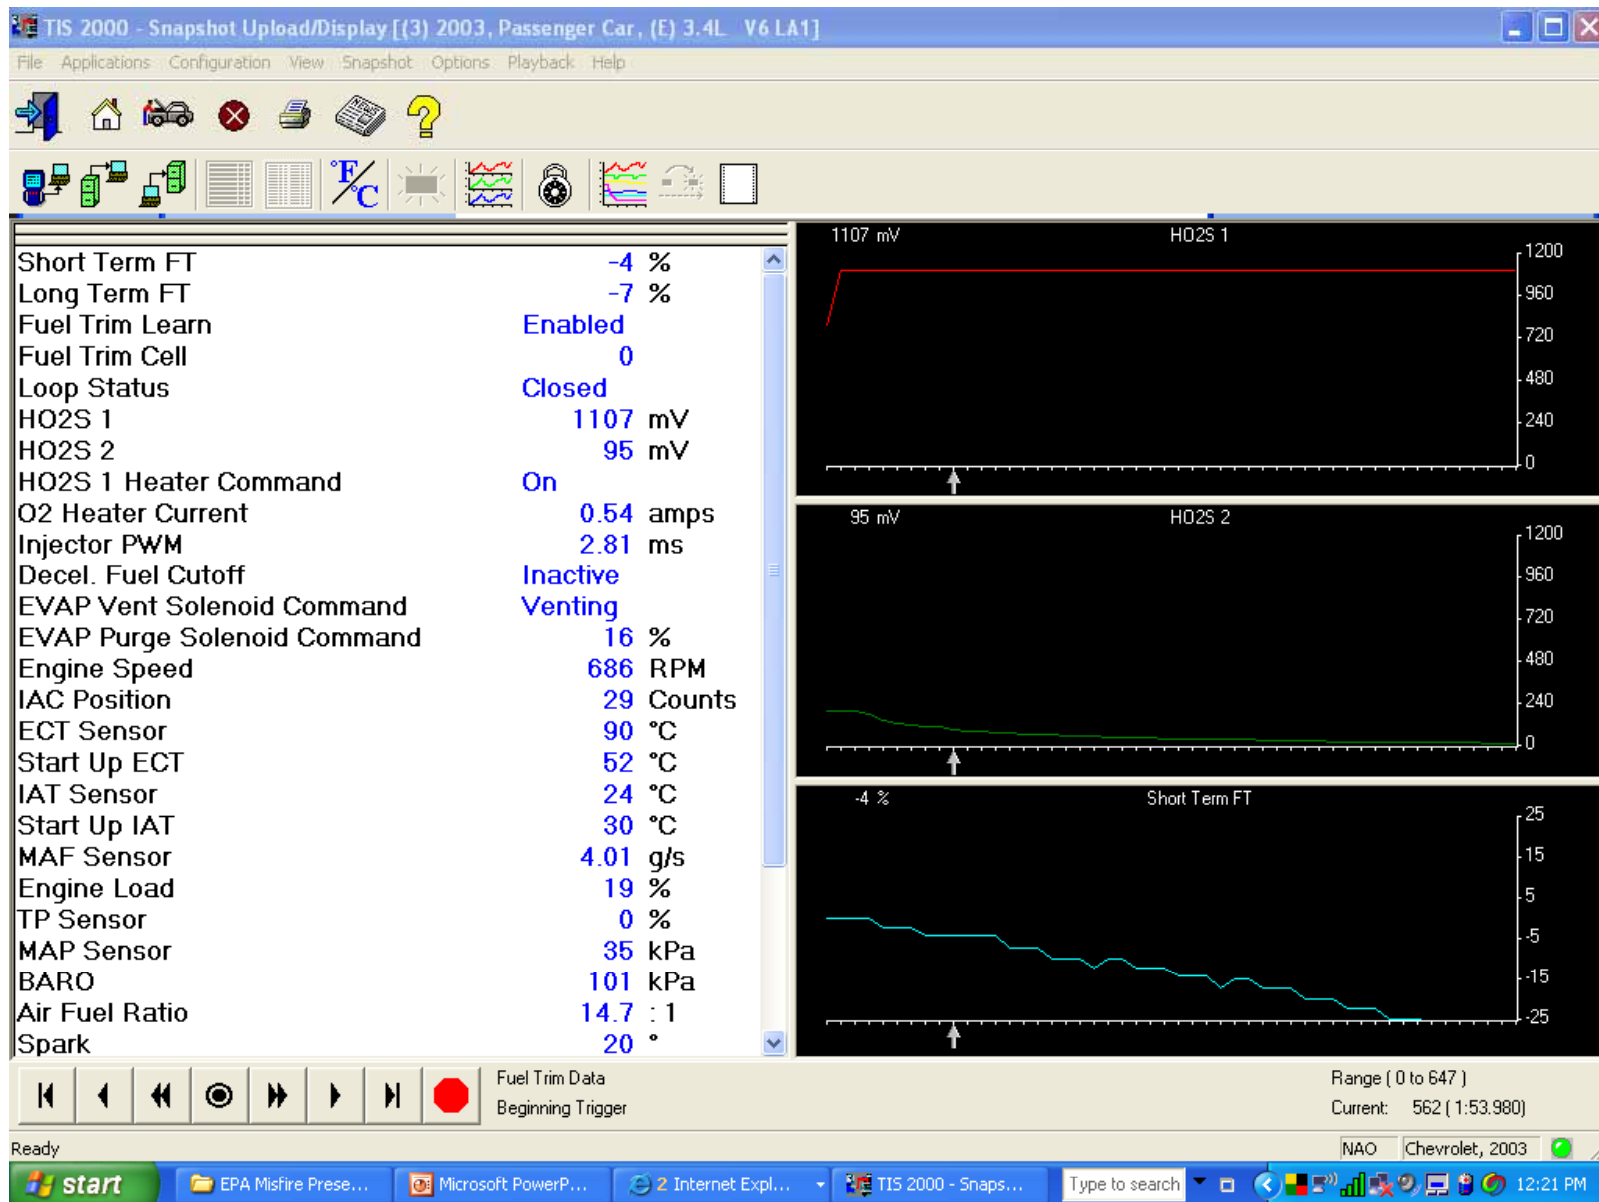 TIS 2000 - Snapshot Upload/Display [(3) 2003, Passenger Car, (E) 3.4L V6 LA1]
File Applications Configuration View Snapshot Options Playback Help
NEWS
°F/°C
Short Term FT -4 %
Long Term FT -7 %
Fuel Trim Learn Enabled
Fuel Trim Cell 0
Loop Status Closed
HO2S 1 1107 mV
HO2S 2 95 mV
HO2S 1 Heater Command On
O2 Heater Current 0.54 amps
Injector PWM 2.81 ms
Decel. Fuel Cutoff Inactive
EVAP Vent Solenoid Command Venting
EVAP Purge Solenoid Command 16 %
Engine Speed 686 RPM
IAC Position 29 Counts
ECT Sensor 90 °C
Start Up ECT 52 °C
IAT Sensor 24 °C
Start Up IAT 30 °C
MAF Sensor 4.01 g/s
Engine Load 19 %
TP Sensor 0 %
MAP Sensor 35 kPa
BARO 101 kPa
Air Fuel Ratio 14.7 : 1
Spark 20 °
1107 mV HO2S 1
1200
960
720
480
240
0
95 mV HO2S 2
1200
960
720
480
240
0
-4 % Short Term FT
25
15
5
-5
-15
-25
Fuel Trim Data
Beginning Trigger
Range ( 0 to 647 )
Current: 562 ( 1:53.980)
Ready
NAO Chevrolet, 2003
start
EPA Misfire Prese...
Microsoft PowerP...
2 Internet Expl...
TIS 2000 - Snaps...
Type to search
12:21 PM